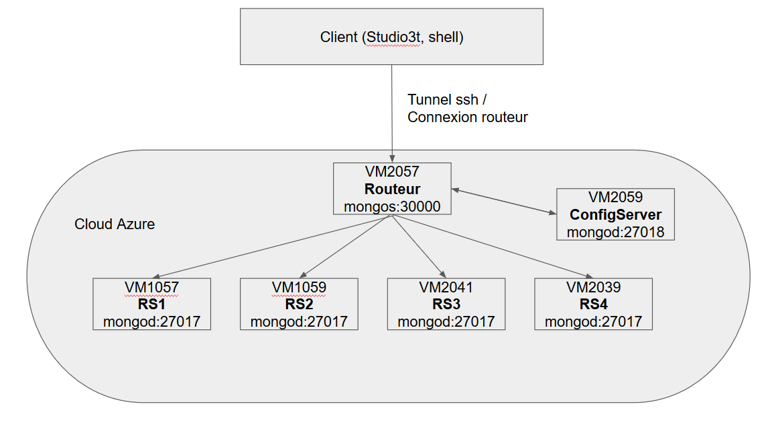 Client (Studio3t, shell)
Tunnel ssh /
Connexion routeur
VM2057
Routeur
mongos:30000
VM2059
ConfigServer
mongod:27018
Cloud Azure
VM1057
RS1
mongod:27017
VM1059
RS2
mongod:27017
VM2041
RS3
mongod:27017
VM2039
RS4
mongod:27017